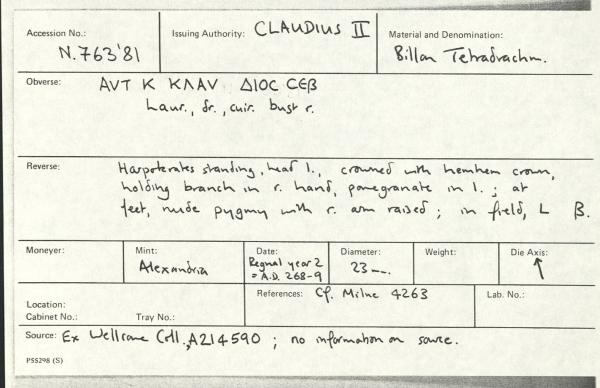 Accession No.: N.763'81
Issuing Authority: CLAUDIUS II
Material and Denomination: Billon Tetradrachm.
Obverse: ΑVΤ Κ ΚΛΑV ΔΙΟC CΕΒ
Laur., dr., cuir. bust r.
Reverse: Harpokrates standing, head l., crowned with hemhem crown,
holding branch in r. hand, pomegranate in l.; at
feet, nude pygmy with r. arm raised; in field, L B.
Moneyer:
Mint: Alexandria
Date: Regnal year 2
= A.D. 268-9
Diameter: 23 mm.
Weight:
Die Axis: ↑
Location:
Cabinet No.: Tray No.:
References: Cf. Milne 4263
Lab. No.:
Source: Ex Wellcome Coll., A214590 ; no information on source.
P55298 (S)